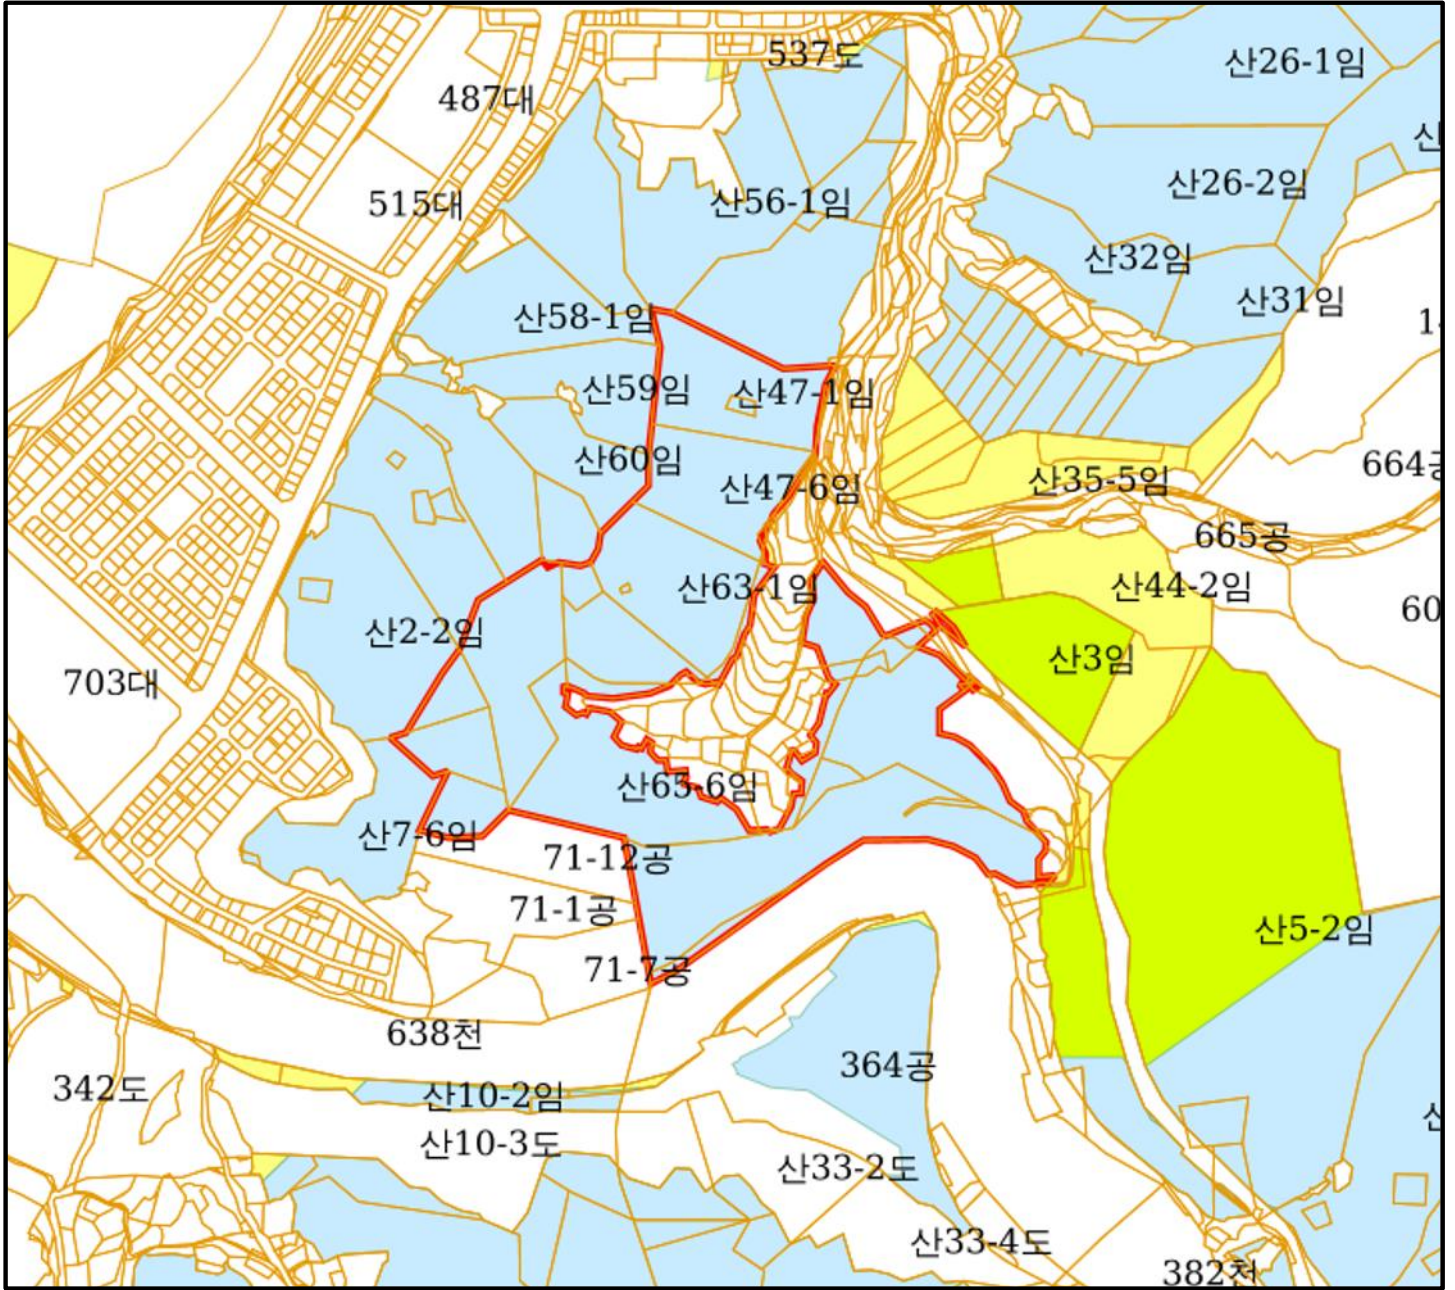 537도
산26-1임
487대
산
산26-2임
515대
산56-1임
산32임
산31임
산58-1임
산59임
산47-1임
산60임
664공
산35-5임
산47-6임
665공
산63-1임
산44-2임
60
산2-2임
산3임
703대
산65-6임
산7-6임
71-12공
71-1공
산5-2임
71-7공
638천
364공
342도
산10-2임
산10-3도
산33-2도
산33-4도
382천